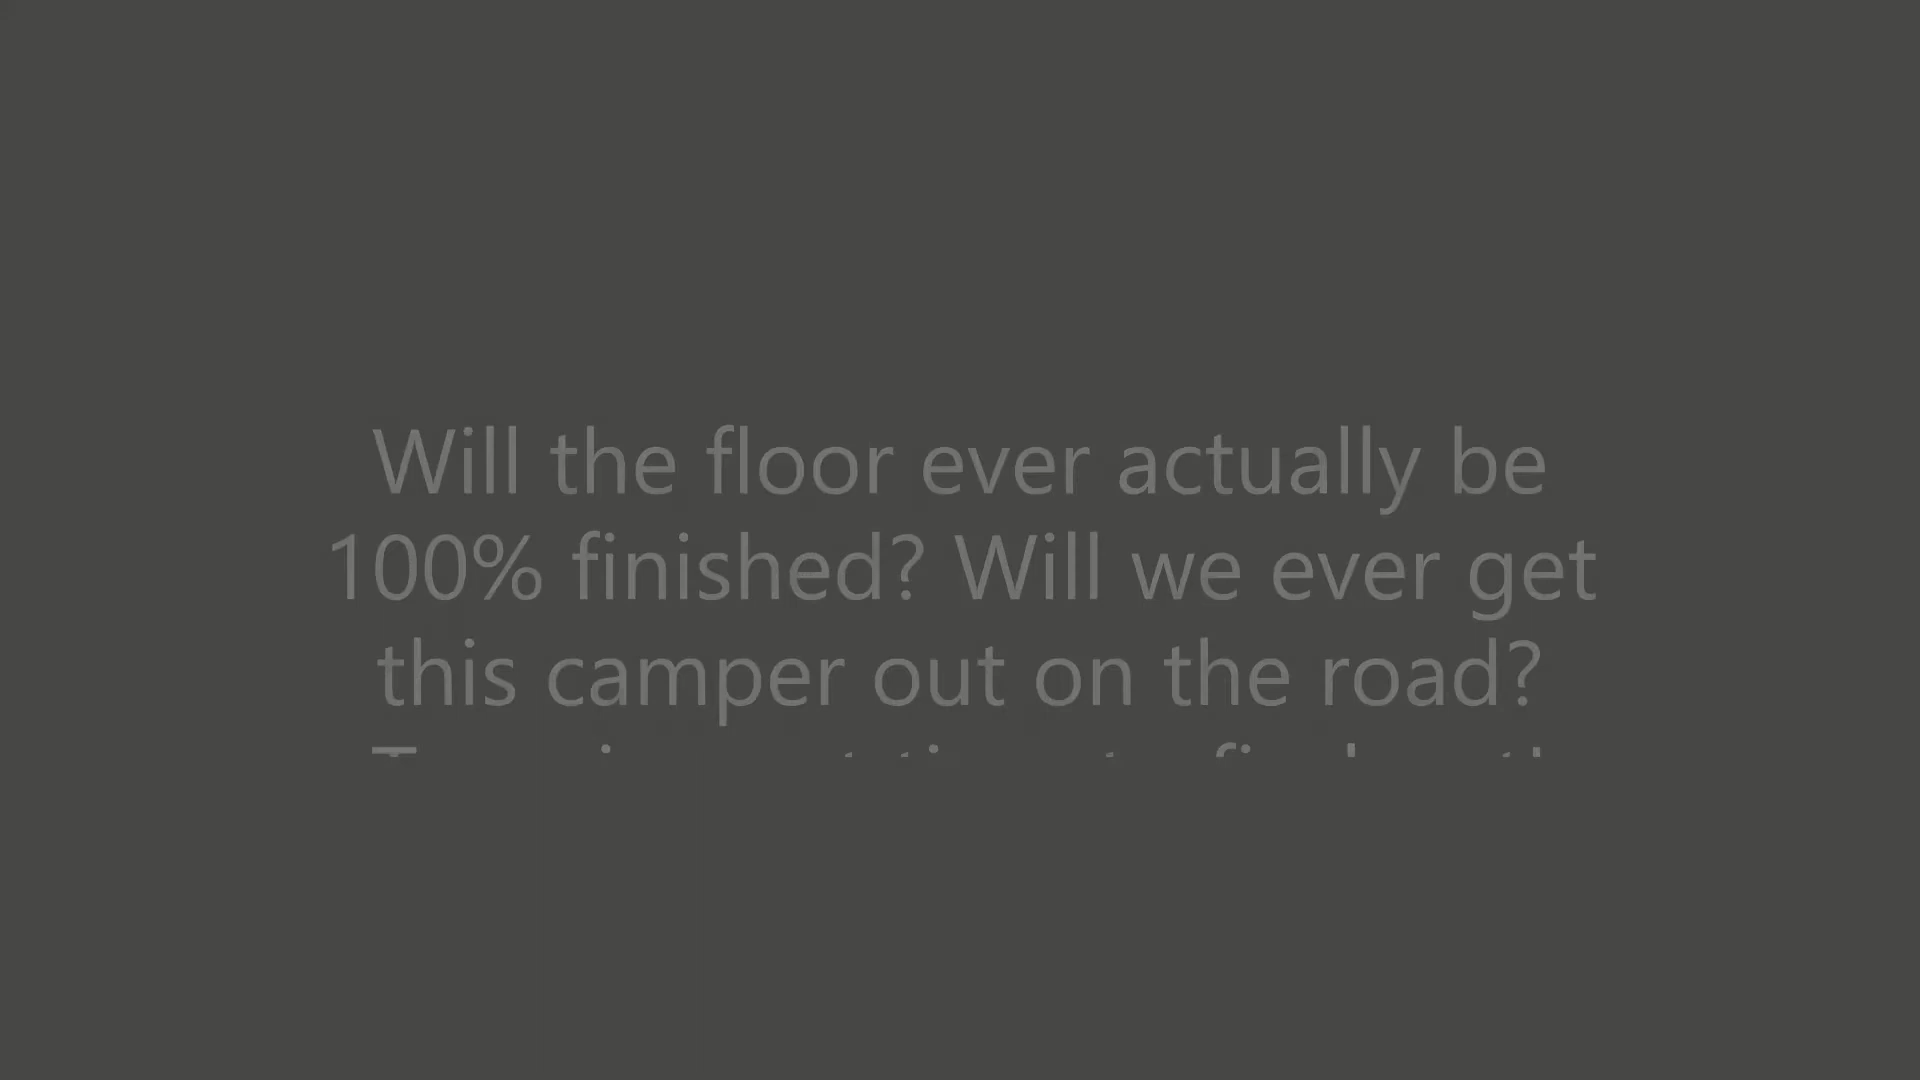 Will the floor ever actually be
100% finished? Will we ever get
this camper out on the road?